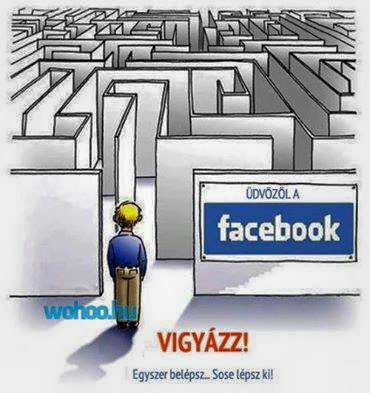 ÜDVÖZÖL A
facebook
wohoo.hu
VIGYÁZZ!
Egyszer belépsz... Sose lépsz ki!